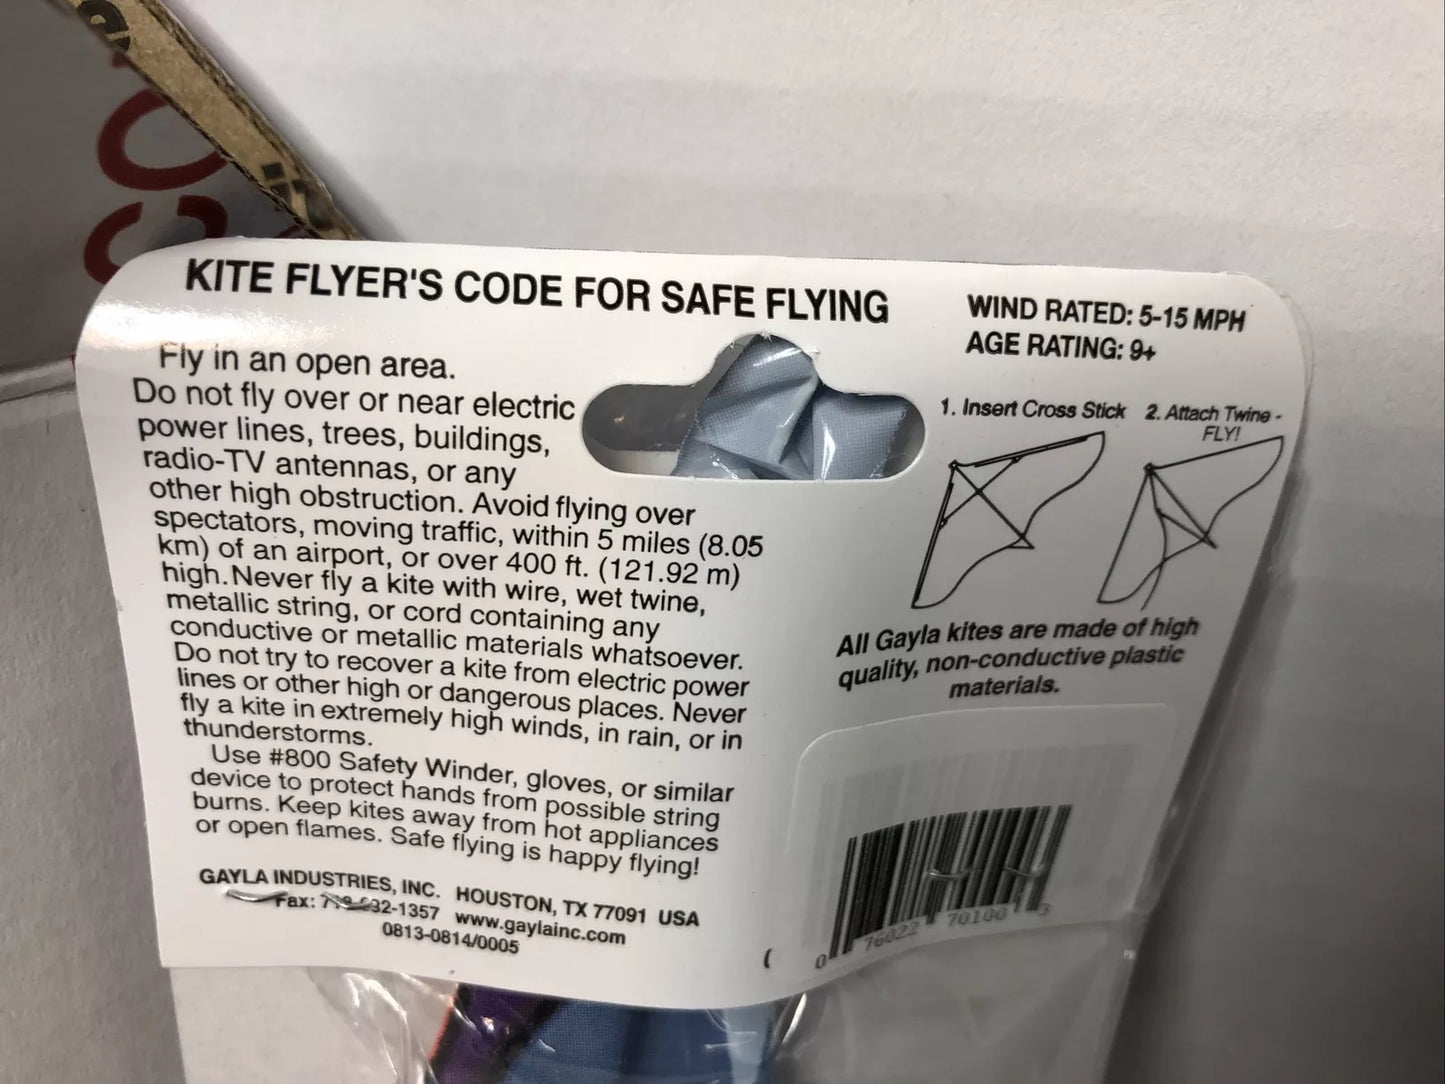 KITE FLYER'S CODE FOR SAFE FLYING
Fly in an open area.
Do not fly over or near electric
power lines, trees, buildings,
radio-TV antennas, or any
other high obstruction. Avoid flying over
spectators, moving traffic, within 5 miles (8.05
km) of an airport, or over 400 ft. (121.92 m)
high. Never fly a kite with wire, wet twine,
metallic string, or cord containing any
conductive or metallic materials whatsoever.
Do not try to recover a kite from electric power
lines or other high or dangerous places. Never
fly a kite in extremely high winds, in rain, or in
thunderstorms.
Use #800 Safety Winder, gloves, or similar
device to protect hands from possible string
burns. Keep kites away from hot appliances
or open flames. Safe flying is happy flying!
GAYLA INDUSTRIES, INC. HOUSTON, TX 77091 USA
Fax: www.gaylainc.com
0813-0814/0005
WIND RATED: 5-15 MPH
AGE RATING: 9+
1. Insert Cross Stick
2. Attach Twine -
FLY!
All Gayla kites are made of high
quality, non-conductive plastic
materials.
0 76022 70100 3